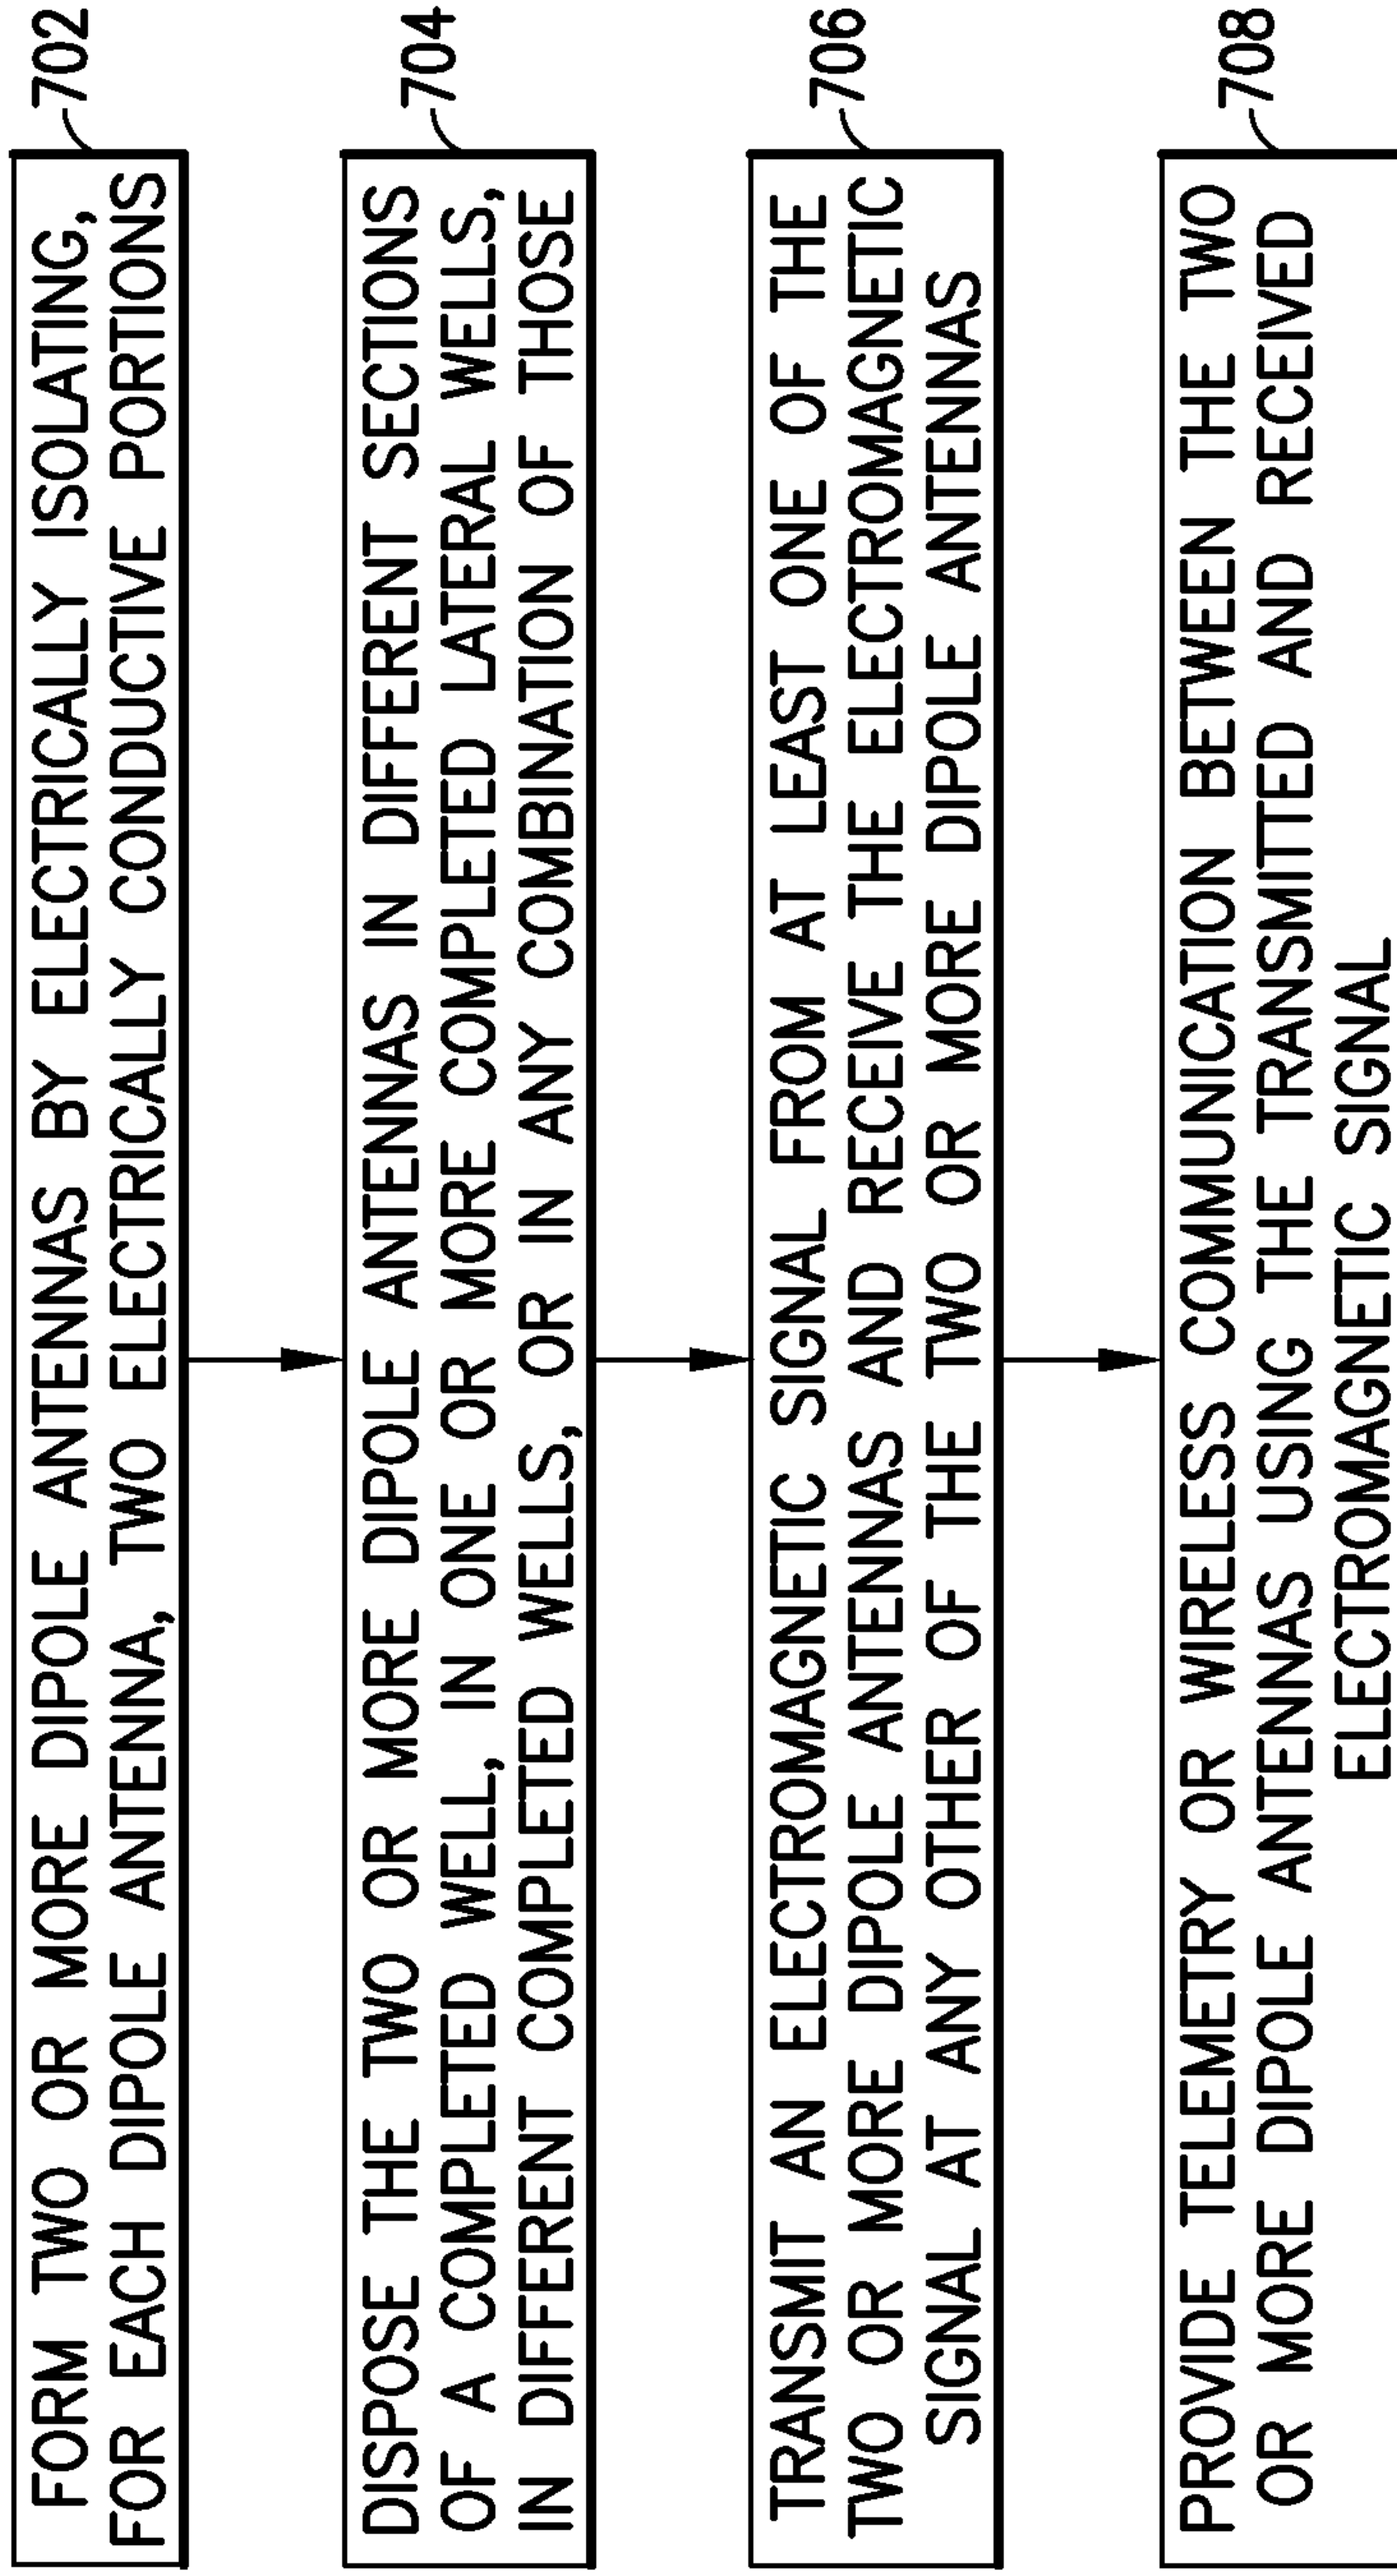 FORM TWO OR MORE DIPOLE ANTENNAS BY ELECTRICALLY ISOLATING,
FOR EACH DIPOLE ANTENNA, TWO ELECTRICALLY CONDUCTIVE PORTIONS
702
DISPOSE THE TWO OR MORE DIPOLE ANTENNAS IN DIFFERENT SECTIONS
OF A COMPLETED WELL, IN ONE OR MORE COMPLETED LATERAL WELLS,
IN DIFFERENT COMPLETED WELLS, OR IN ANY COMBINATION OF THOSE
704
TRANSMIT AN ELECTROMAGNETIC SIGNAL FROM AT LEAST ONE OF THE
TWO OR MORE DIPOLE ANTENNAS AND RECEIVE THE ELECTROMAGNETIC
SIGNAL AT ANY OTHER OF THE TWO OR MORE DIPOLE ANTENNAS
706
PROVIDE TELEMETRY OR WIRELESS COMMUNICATION BETWEEN THE TWO
OR MORE DIPOLE ANTENNAS USING THE TRANSMITTED AND RECEIVED
ELECTROMAGNETIC SIGNAL
708